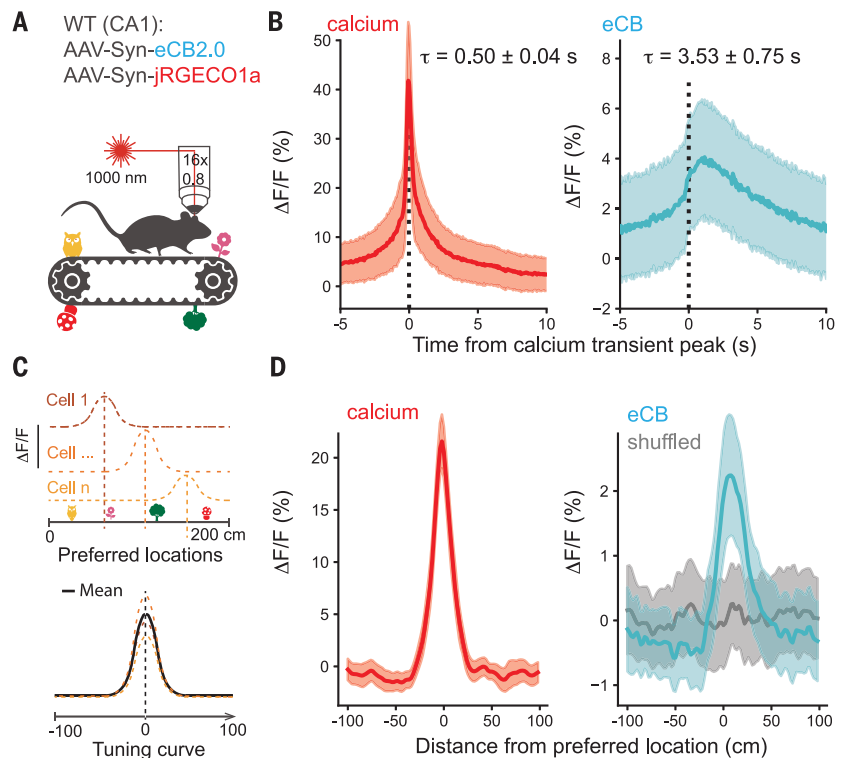 A
WT (CA1):
AAV-Syn-eCB2.0
AAV-Syn-jRGECO1a
16x
0.8
1000 nm
B
calcium
τ = 0.50 ± 0.04 s
50
40
30
20
10
0
ΔF/F (%)
-5 0 5 10
eCB
τ = 3.53 ± 0.75 s
8
6
4
2
0
−2
ΔF/F (%)
-5 0 5 10
Time from calcium transient peak (s)
C
Cell 1
Cell ...
Cell n
ΔF/F
0 200 cm
Preferred locations
Mean
-100 0 100
Tuning curve
D
calcium
20
15
10
5
0
ΔF/F (%)
−100 −50 0 50 100
eCB
shuffled
2
1
0
−1
ΔF/F (%)
-100 -50 0 50 100
Distance from preferred location (cm)